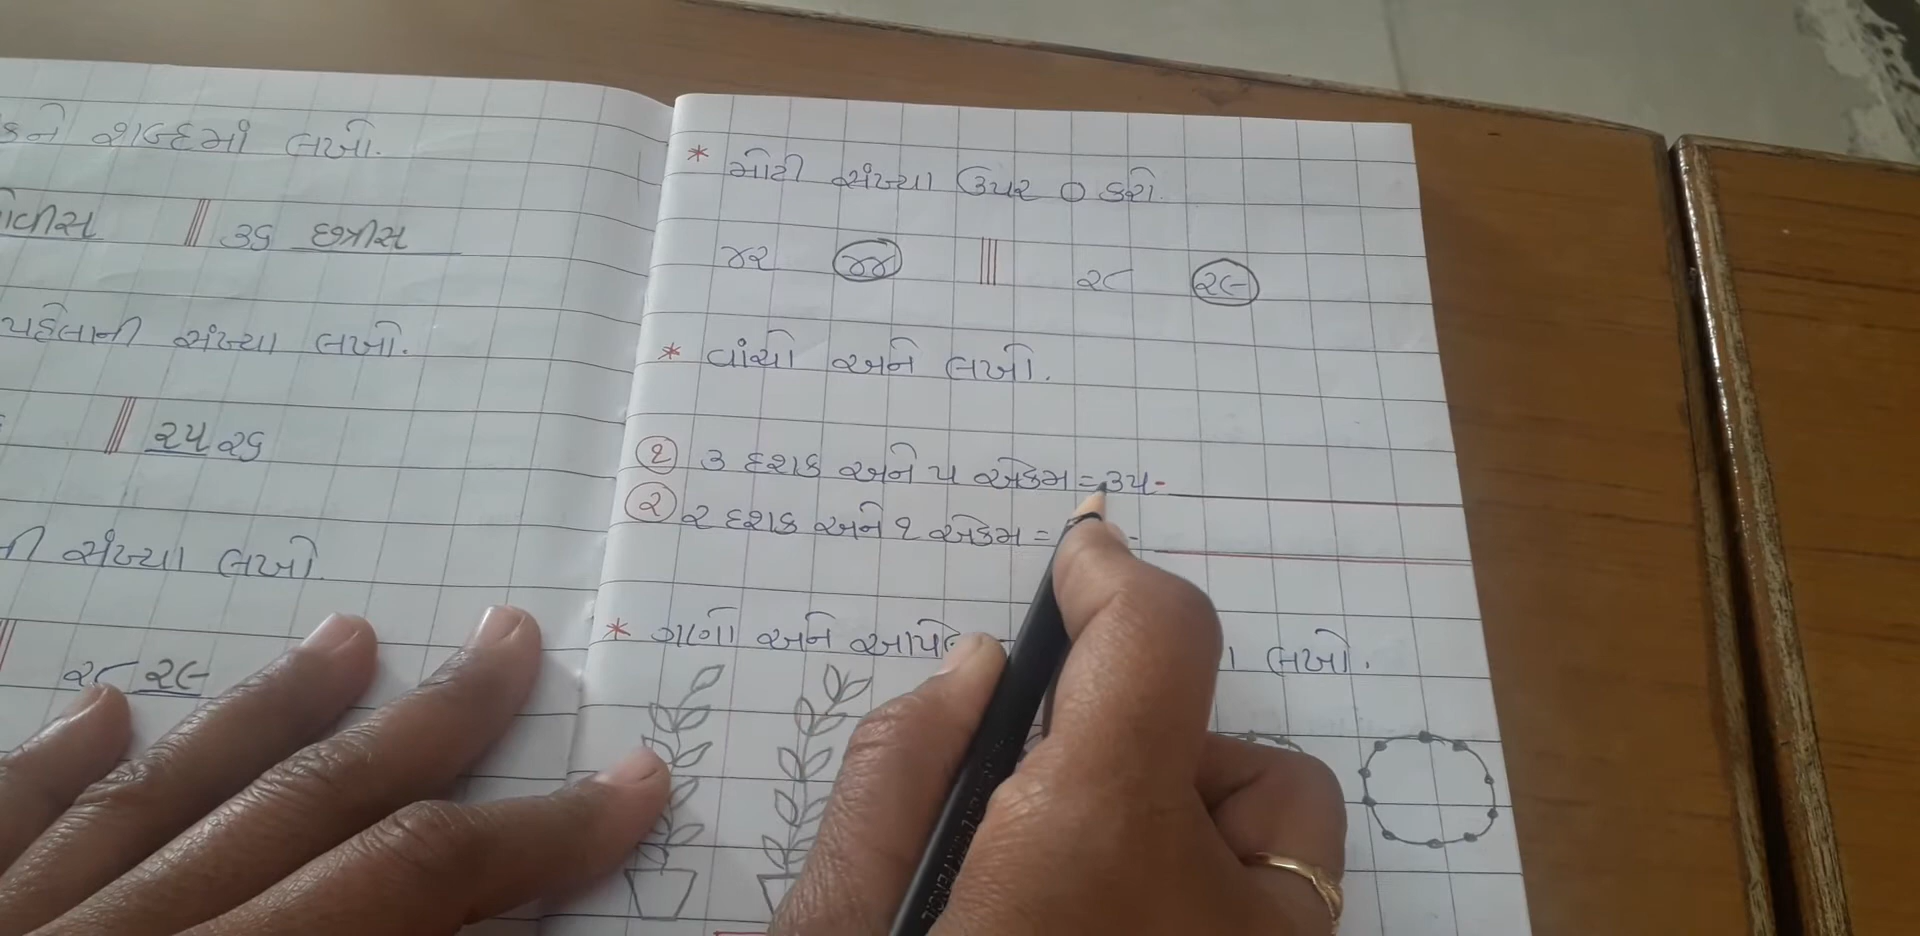 શબ્દમાં લખો.
૩૬ છત્રીસ
પહેલાની સંખ્યા લખો.
૨૫ ૨૬
સંખ્યા લખો
૨૮ ૨૯
* મોટી સંખ્યા ઉપર O કરો.
૪૨ ૪૪ ૨૮ ૨૯
* વાંચો અને લખો.
૧ ૩ દશક અને ૫ એકમ = ૩૫-
૨ ૨ દશક અને ૧ એકમ = -
* ગણો અને લખો.